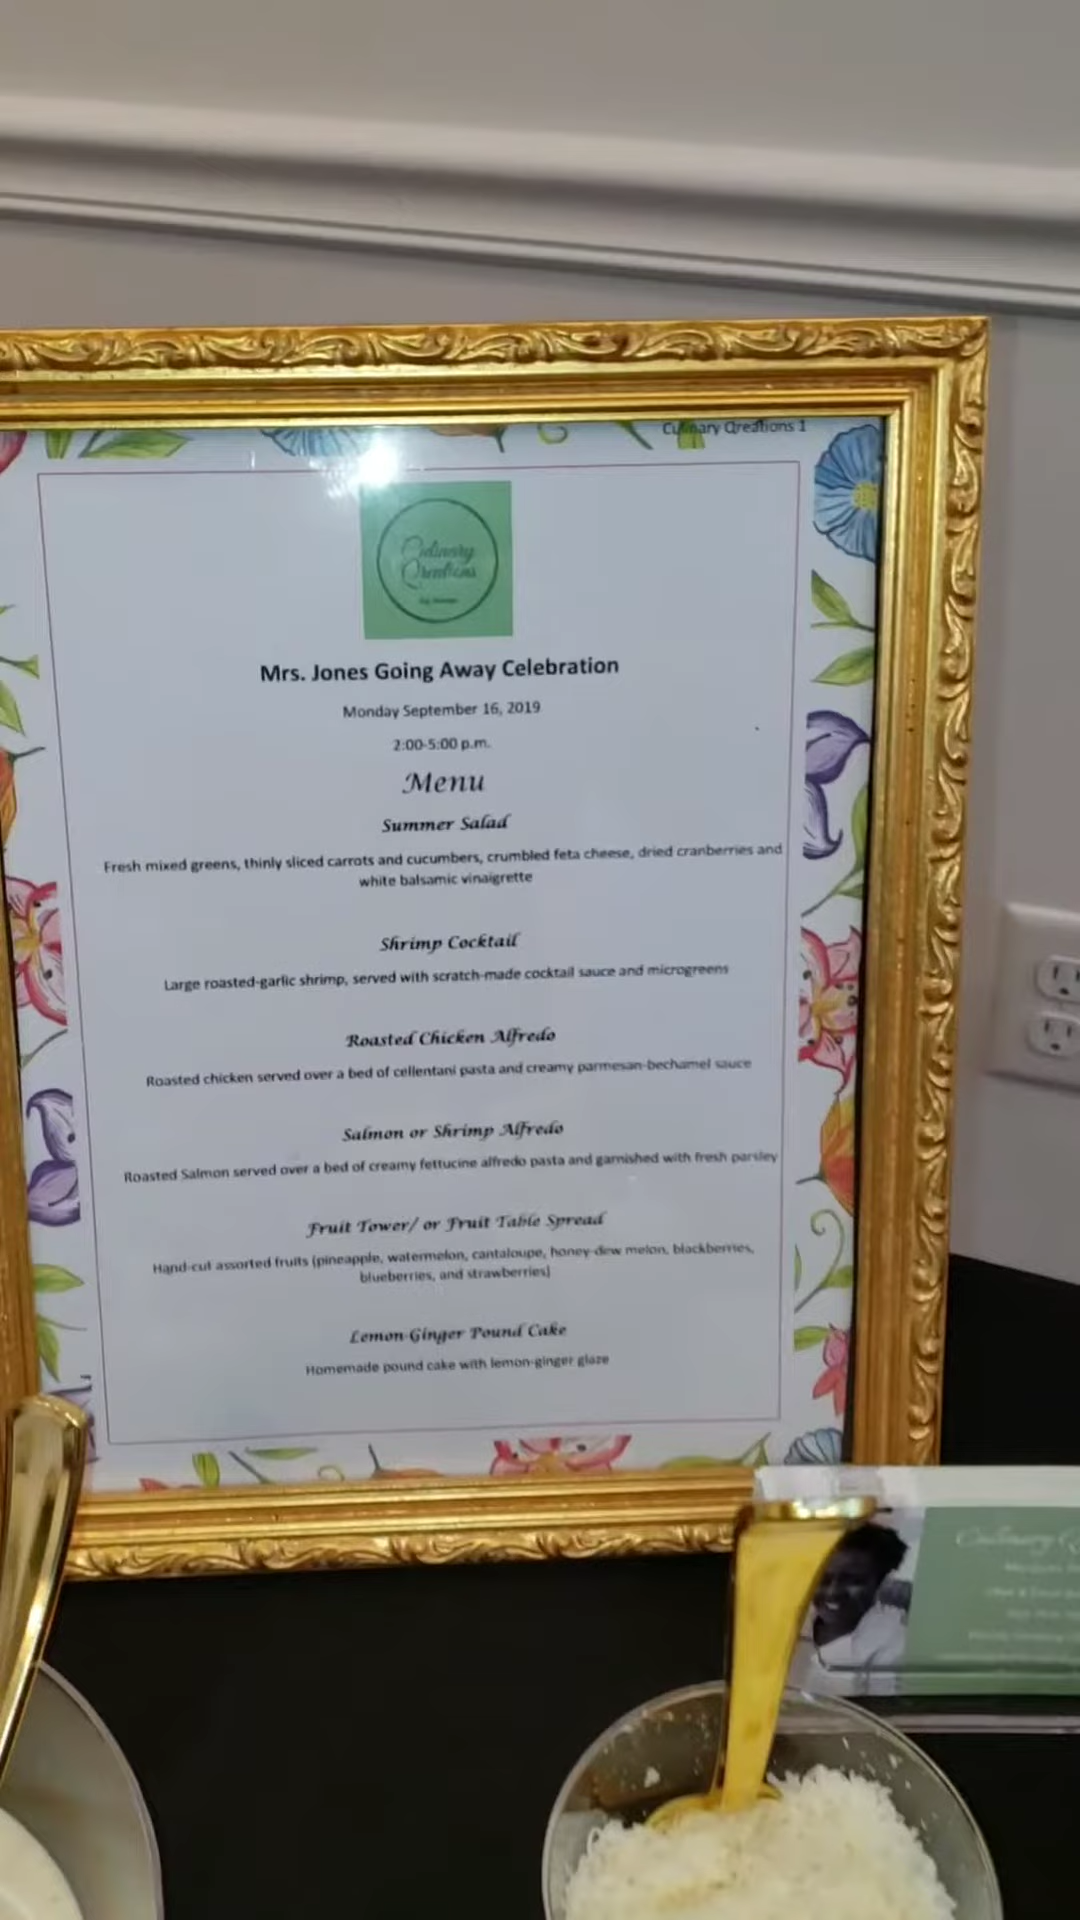 Culinary Qreations 1
Culinary
Qreations
Mrs. Jones Going Away Celebration
Monday September 16, 2019
2:00-5:00 p.m.
Menu
Summer Salad
Fresh mixed greens, thinly sliced carrots and cucumbers, crumbled feta cheese, dried cranberries and
white balsamic vinaigrette
Shrimp Cocktail
Large roasted-garlic shrimp, served with scratch-made cocktail sauce and microgreens
Roasted Chicken Alfredo
Roasted chicken served over a bed of cellentani pasta and creamy parmesan-bechamel sauce
Salmon or Shrimp Alfredo
Roasted Salmon served over a bed of creamy fettucine alfredo pasta and garnished with fresh parsley
Fruit Tower/ or Fruit Table Spread
Hand-cut assorted fruits (pineapple, watermelon, cantaloupe, honey-dew melon, blackberries,
blueberries, and strawberries)
Lemon-Ginger Pound Cake
Homemade pound cake with lemon-ginger glaze
Culinary